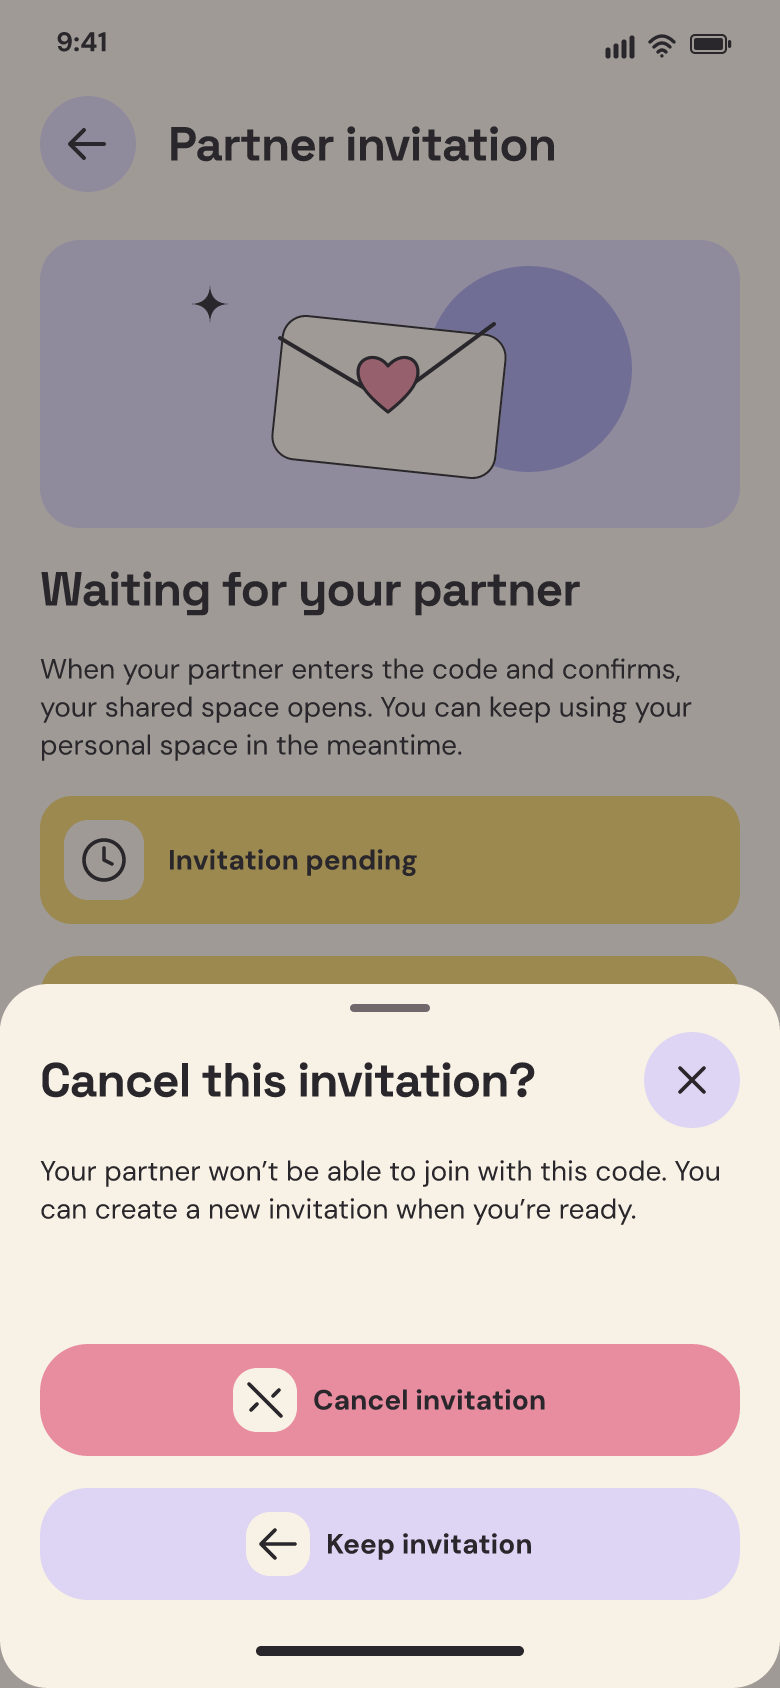 9:41
Partner invitation
Waiting for your partner
When your partner enters the code and confirms,
your shared space opens. You can keep using your
personal space in the meantime.
Invitation pending
Cancel this invitation?
Your partner won’t be able to join with this code. You
can create a new invitation when you’re ready.
Cancel invitation
Keep invitation